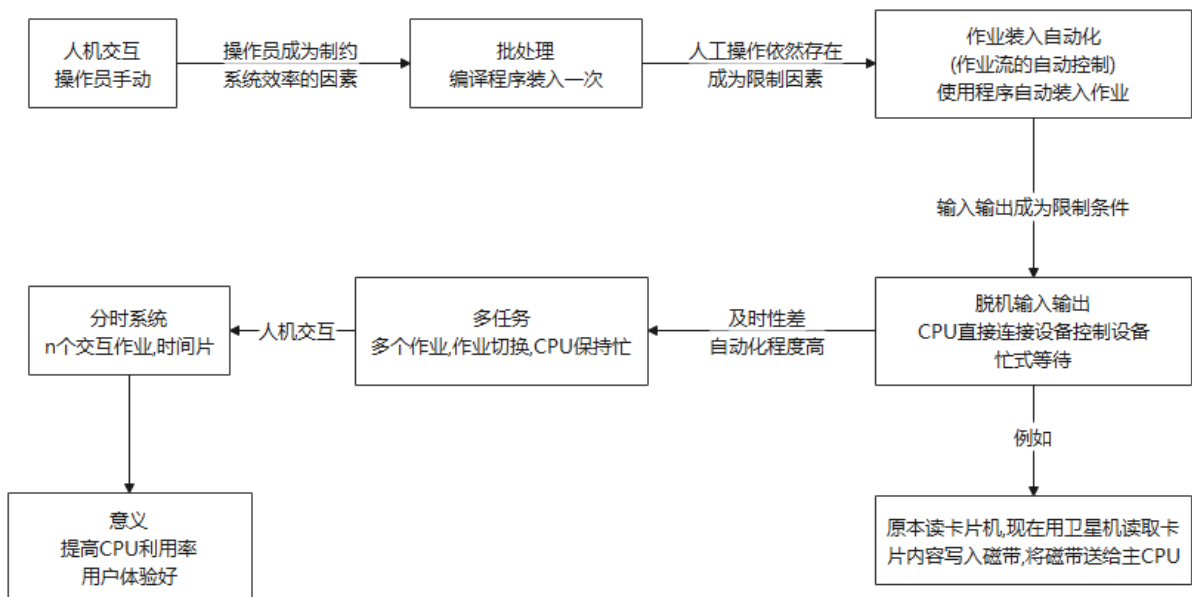 人机交互
操作员手动
操作员成为制约
系统效率的因素
批处理
编译程序装入一次
人工操作依然存在
成为限制因素
作业装入自动化
(作业流的自动控制)
使用程序自动装入作业
输入输出成为限制条件
脱机输入输出
CPU直接连接设备控制设备
忙式等待
及时性差
自动化程度高
多任务
多个作业,作业切换,CPU保持忙
人机交互
分时系统
n个交互作业,时间片
例如
原本读卡片机,现在用卫星机读取卡
片内容写入磁带,将磁带送给主CPU
意义
提高CPU利用率
用户体验好